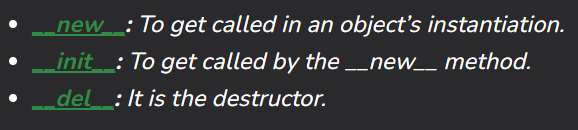 • __new__: To get called in an object’s instantiation.
• __init__: To get called by the __new__ method.
• __del__: It is the destructor.